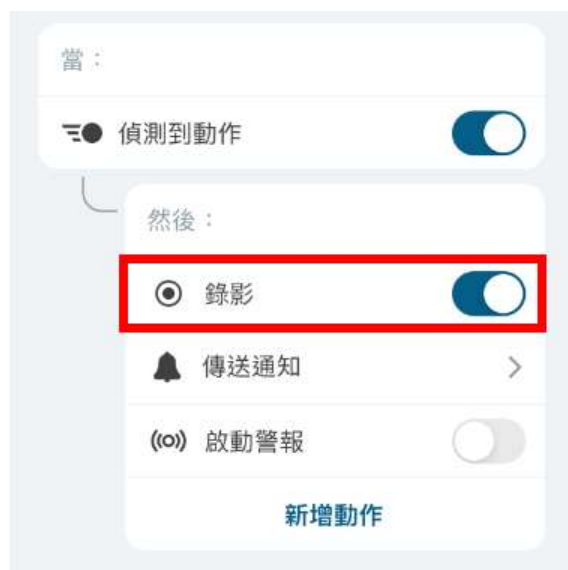 當：
偵測到動作
然後：
錄影
傳送通知
啟動警報
新增動作